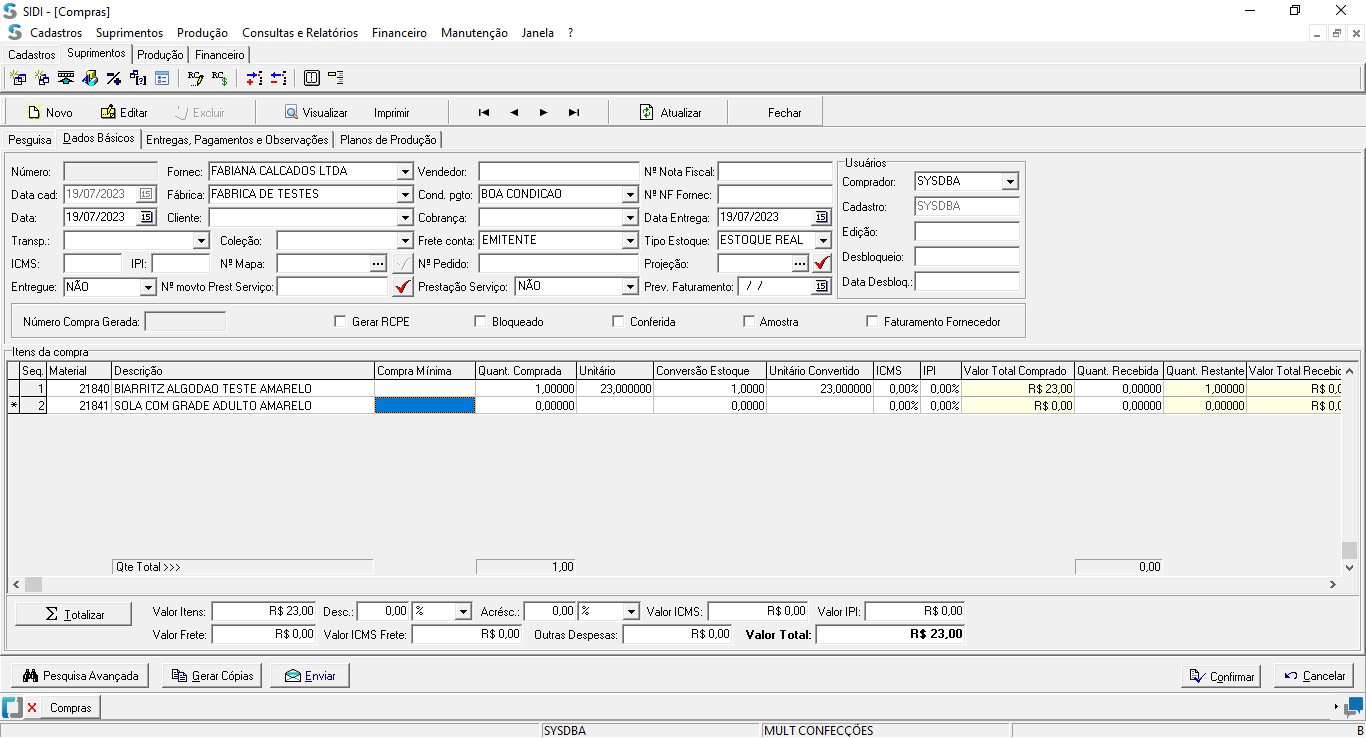 SIDI - [Compras]
Cadastros Suprimentos Produção Consultas e Relatórios Financeiro Manutenção Janela ?
Cadastros Suprimentos Produção Financeiro
Novo Editar Excluir Visualizar Imprimir Atualizar Fechar
Pesquisa Dados Básicos Entregas, Pagamentos e Observações Planos de Produção
Usuários
Número: Fornec: FABIANA CALCADOS LTDA Vendedor: Nº Nota Fiscal: Comprador: SYSDBA
Data cad: 19/07/2023 15 Fábrica: FABRICA DE TESTES Cond. pgto: BOA CONDICAO Nº NF Fornec: Cadastro: SYSDBA
Data: 19/07/2023 15 Cliente: Cobrança: Data Entrega: 19/07/2023 15 Edição:
Transp.: Coleção: Frete conta: EMITENTE Tipo Estoque: ESTOQUE REAL
ICMS: IPI: Nº Mapa: ... Nº Pedido: Projeção: ... Desbloqueio:
Entregue: NÃO Nº movto Prest Serviço: Prestação Serviço: NÃO Prev. Faturamento: / / 15 Data Desbloq.:
Número Compra Gerada: Gerar RCPE Bloqueado Conferida Amostra Faturamento Fornecedor
Itens da compra
Seq. Material Descrição Compra Mínima Quant. Comprada Unitário Conversão Estoque Unitário Convertido ICMS IPI Valor Total Comprado Quant. Recebida Quant. Restante Valor Total Recebic
1 21840 BIARRITZ ALGODAO TESTE AMARELO 1,00000 23,000000 1,0000 23,000000 0,00% 0,00% R$ 23,00 0,00000 1,00000 R$ 0,0
* 2 21841 SOLA COM GRADE ADULTO AMARELO 0,00000 0,0000 0,00% 0,00% R$ 0,00 0,00000 0,00000 R$ 0,0
Qte Total >>> 1,00 0,00
Σ Totalizar Valor Itens: R$ 23,00 Desc.: 0,00 % Acrésc.: 0,00 % Valor ICMS: R$ 0,00 Valor IPI: R$ 0,00
Valor Frete: R$ 0,00 Valor ICMS Frete: R$ 0,00 Outras Despesas: R$ 0,00 Valor Total: R$ 23,00
Pesquisa Avançada Gerar Cópias Enviar Confirmar Cancelar
Compras
SYSDBA MULT CONFECÇÕES B